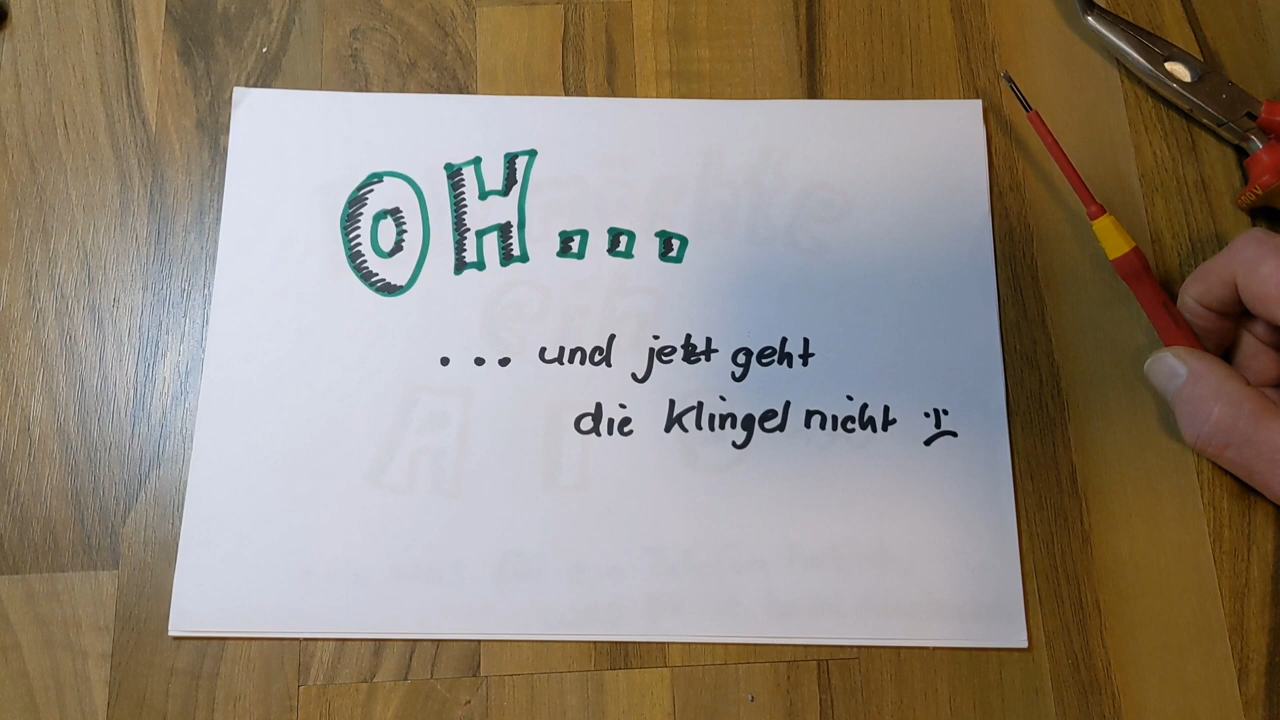 OH...
... und jetzt geht
die Klingel nicht :(